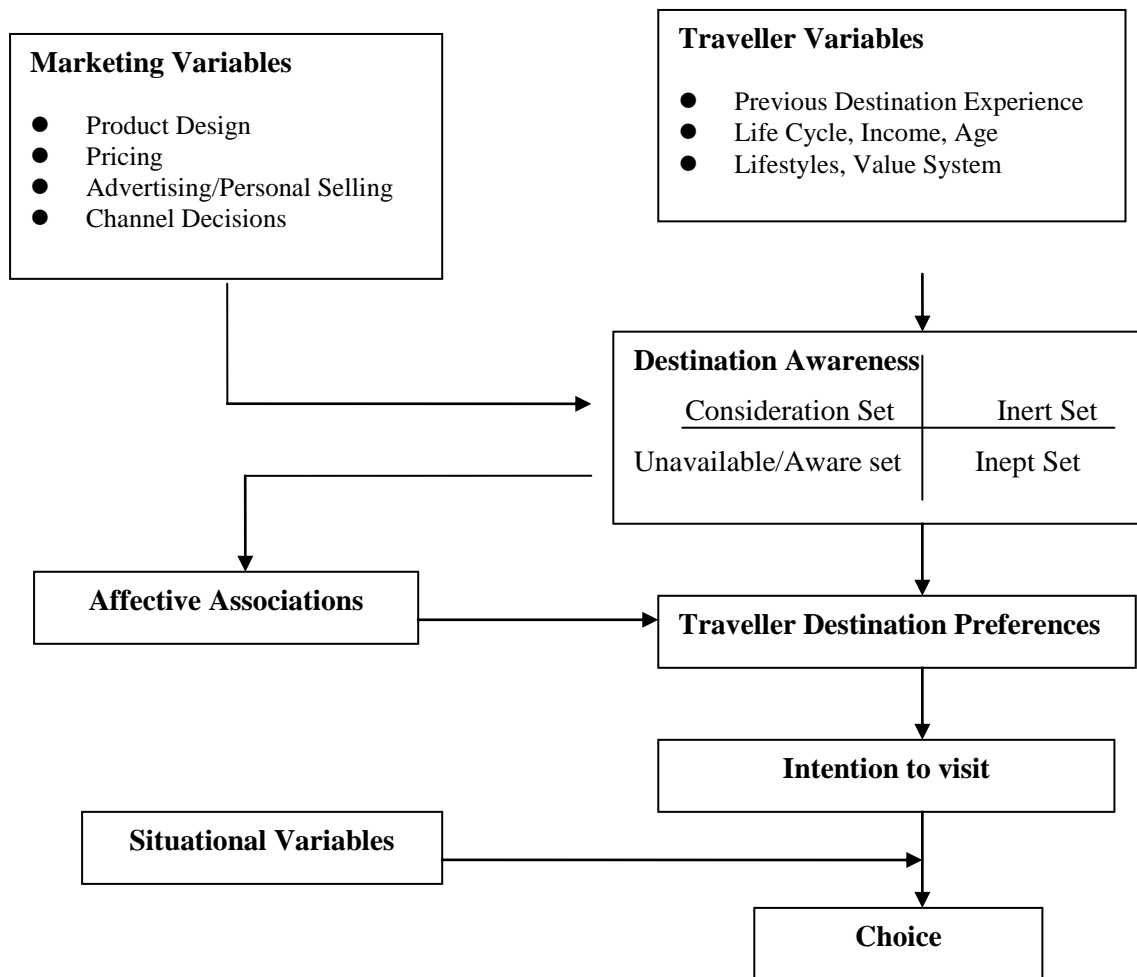 Marketing Variables
● Product Design
● Pricing
● Advertising/Personal Selling
● Channel Decisions
Traveller Variables
● Previous Destination Experience
● Life Cycle, Income, Age
● Lifestyles, Value System
Destination Awareness
Consideration Set
Inert Set
Unavailable/Aware set
Inept Set
Affective Associations
Traveller Destination Preferences
Intention to visit
Situational Variables
Choice